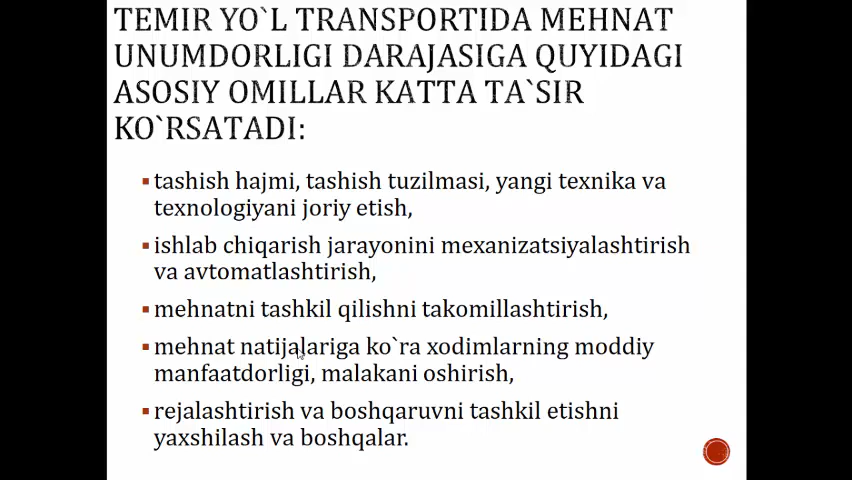 TEMIR YO`L TRANSPORTIDA MEHNAT
UNUMDORLIGI DARAJASIGA QUYIDAGI
ASOSIY OMILLAR KATTA TA`SIR
KO`RSATADI:
▪ tashish hajmi, tashish tuzilmasi, yangi texnika va
texnologiyani joriy etish,
▪ ishlab chiqarish jarayonini mexanizatsiyalashtirish
va avtomatlashtirish,
▪ mehnatni tashkil qilishni takomillashtirish,
▪ mehnat natijalariga ko`ra xodimlarning moddiy
manfaatdorligi, malakani oshirish,
▪ rejalashtirish va boshqaruvni tashkil etishni
yaxshilash va boshqalar.